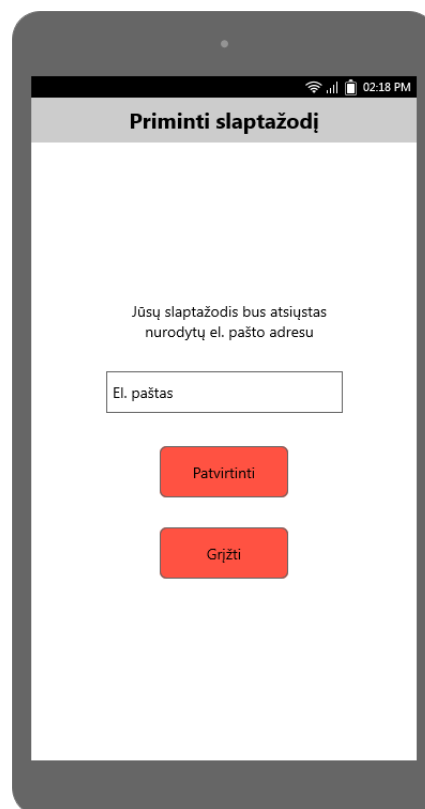 02:18 PM
Priminti slaptažodį
Jūsų slaptažodis bus atsiųstas
nurodytų el. pašto adresu
El. paštas
Patvirtinti
Grįžti